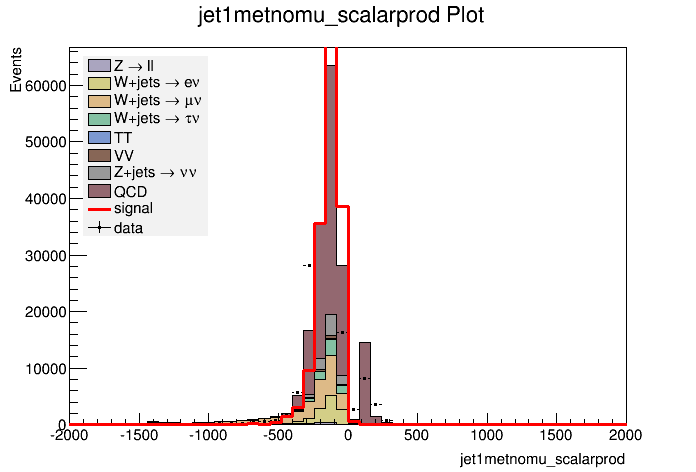 jet1metnomu_scalarprod Plot
Events
60000
50000
40000
30000
20000
10000
0
Z → ll
W+jets → eν
W+jets → μν
W+jets → τν
TT
VV
Z+jets → νν
QCD
signal
data
-2000 -1500 -1000 -500 0 500 1000 1500 2000
jet1metnomu_scalarprod